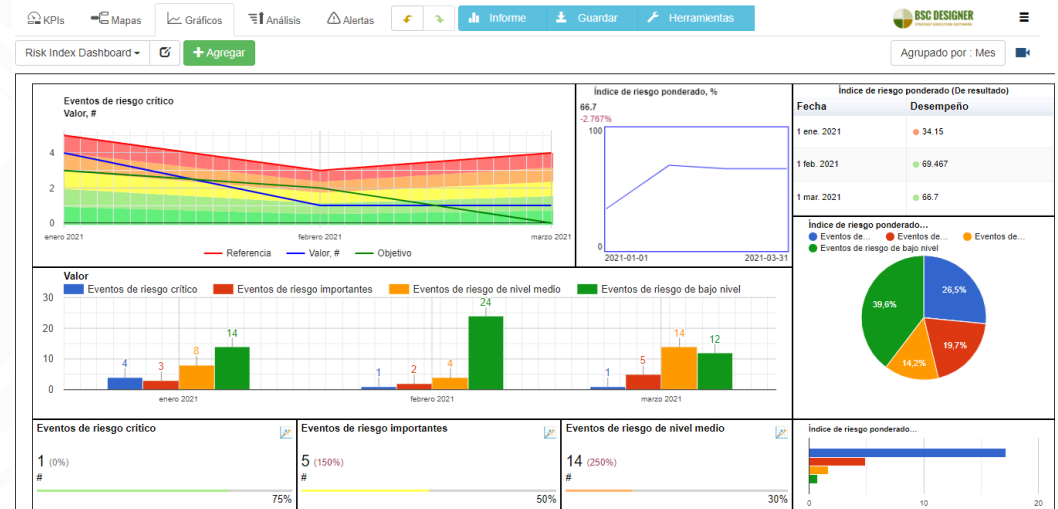 KPIs Mapas Gráficos Análisis Alertas Informe Guardar Herramientas BSC DESIGNER
STRATEGY EXECUTION SOFTWARE
Risk Index Dashboard + Agregar Agrupado por : Mes
Eventos de riesgo crítico
Valor, #
4
2
0
enero 2021 febrero 2021 marzo 2021
Referencia Valor, # Objetivo
Índice de riesgo ponderado, %
66.7
-2.767%
100
0
2021-01-01 2021-03-31
Índice de riesgo ponderado (De resultado)
Fecha Desempeño
1 ene. 2021 34.15
1 feb. 2021 69.467
1 mar. 2021 66.7
Valor
Eventos de riesgo crítico Eventos de riesgo importantes Eventos de riesgo de nivel medio Eventos de riesgo de bajo nivel
30
20
10
0
4 3 8 14
1 2 4 24
1 5 14 12
enero 2021 febrero 2021 marzo 2021
Índice de riesgo ponderado...
Eventos de... Eventos de... Eventos de...
Eventos de riesgo de bajo nivel
26,5%
19,7%
14,2%
39,6%
Eventos de riesgo crítico
1 (0%)
#
75%
Eventos de riesgo importantes
5 (150%)
#
50%
Eventos de riesgo de nivel medio
14 (250%)
#
30%
Índice de riesgo ponderado...
0 10 20